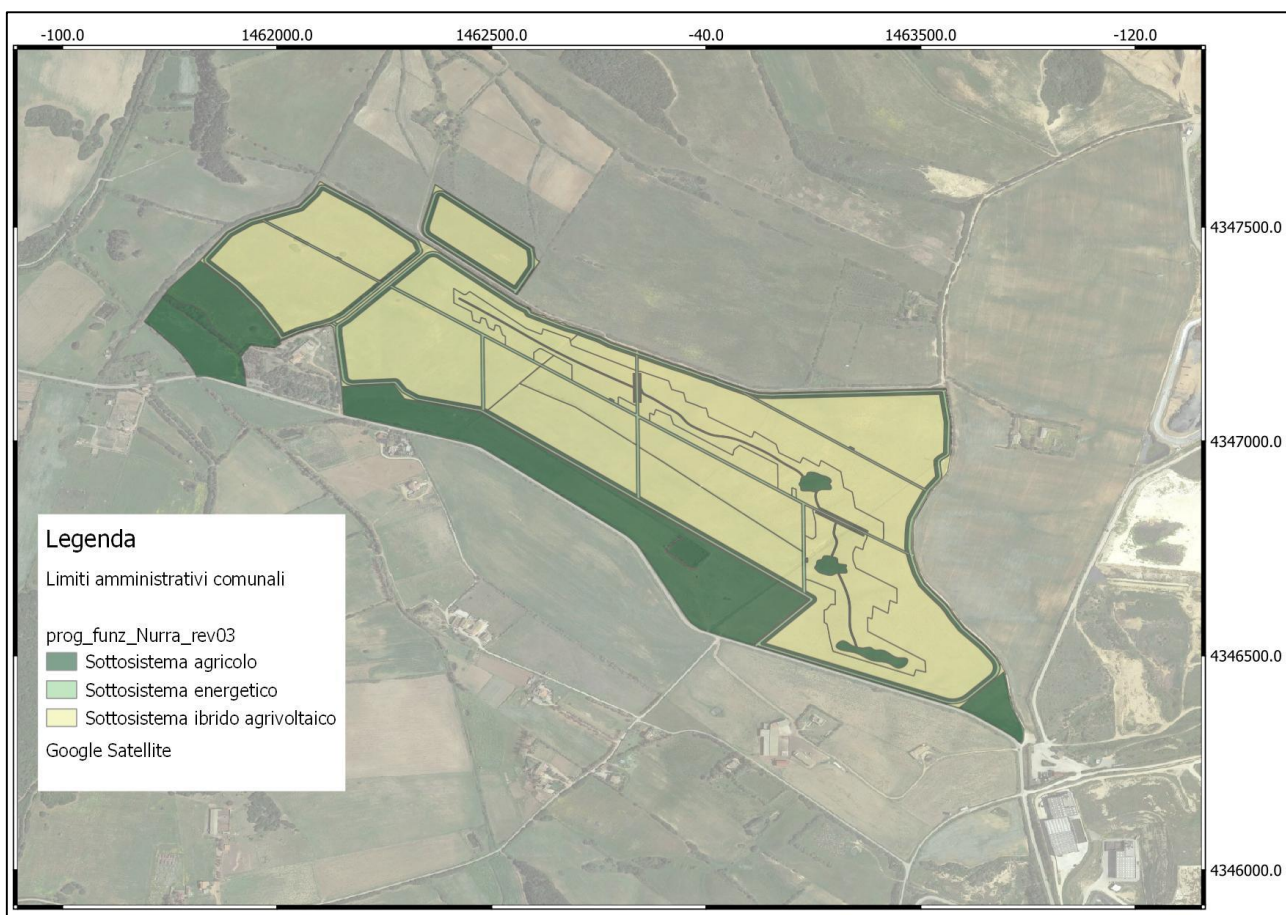 -100.0 1462000.0 1462500.0 -40.0 14635000.0 -120.0
4347500.0
4347000.0
Legenda
Limiti amministrativi comunali
prog_funz_Nurra_rev03
Sottosistema agricolo
Sottosistema energetico
Sottosistema ibrido agrivoltaico
Google Satellite
4346500.0
4346000.0